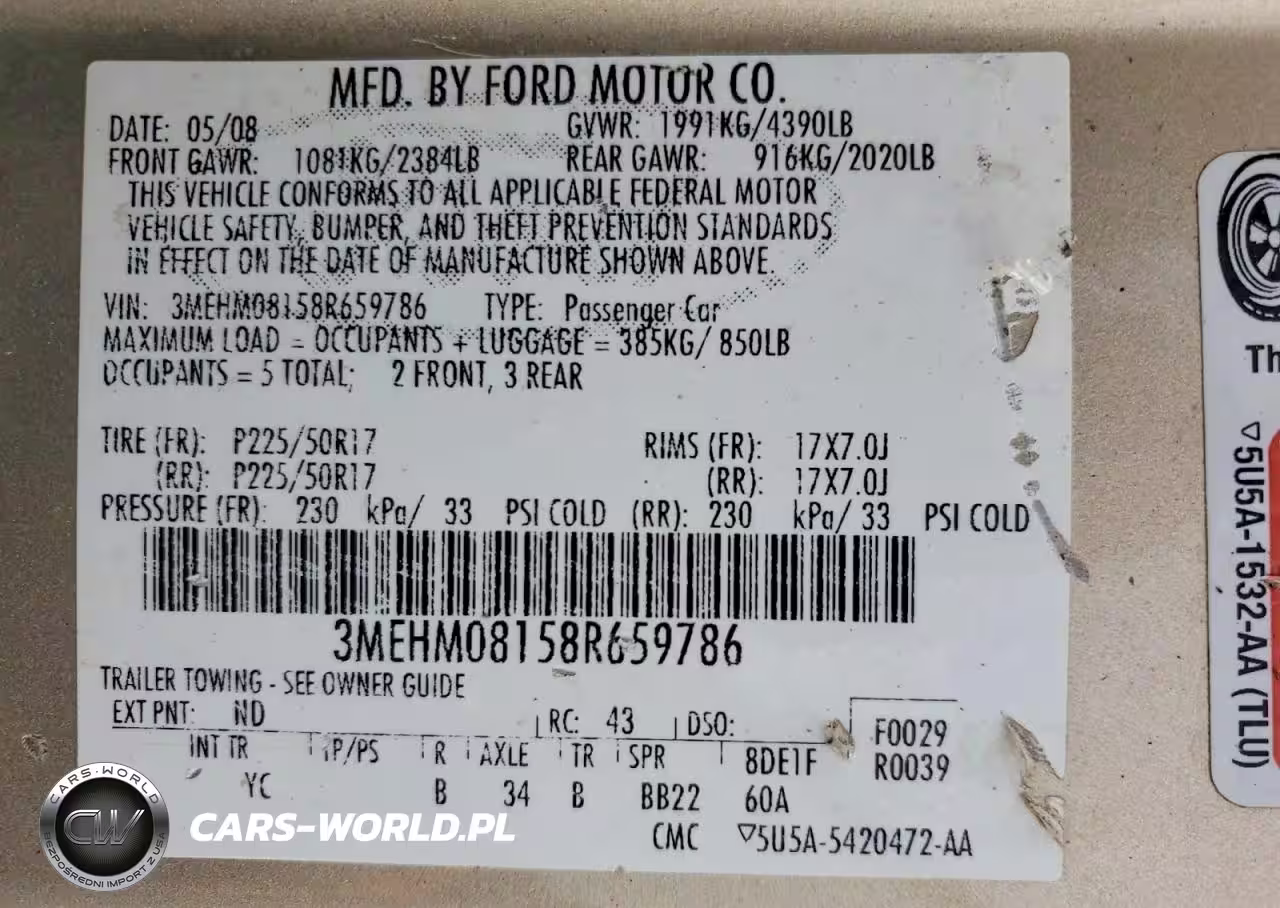 MFD. BY FORD MOTOR CO.
DATE: 05/08 GVWR: 1991KG/4390LB
FRONT GAWR: 1081KG/2384LB REAR GAWR: 916KG/2020LB
THIS VEHICLE CONFORMS TO ALL APPLICABLE FEDERAL MOTOR
VEHICLE SAFETY, BUMPER, AND THEFT PREVENTION STANDARDS
IN EFFECT ON THE DATE OF MANUFACTURE SHOWN ABOVE.
VIN: 3MEHM08158R659786 TYPE: Passenger Car
MAXIMUM LOAD = OCCUPANTS + LUGGAGE = 385KG/ 850LB
OCCUPANTS = 5 TOTAL; 2 FRONT, 3 REAR
TIRE (FR): P225/50R17 RIMS (FR): 17X7.0J
(RR): P225/50R17 (RR): 17X7.0J
PRESSURE (FR): 230 kPa/ 33 PSI COLD (RR): 230 kPa/ 33 PSI COLD
3MEHM08158R659786
TRAILER TOWING - SEE OWNER GUIDE
EXT PNT: ND RC: 43 DSO: F0029
INT TR TP/PS R AXLE TR SPR 8DE1F R0039
YC B 34 B BB22 60A
CMC ▽5U5A-5420472-AA
Th
▽5U5A-1532-AA (TLU)
CARS-WORLD
CW
BEZPOŚREDNI IMPORT Z USA
CARS-WORLD.PL